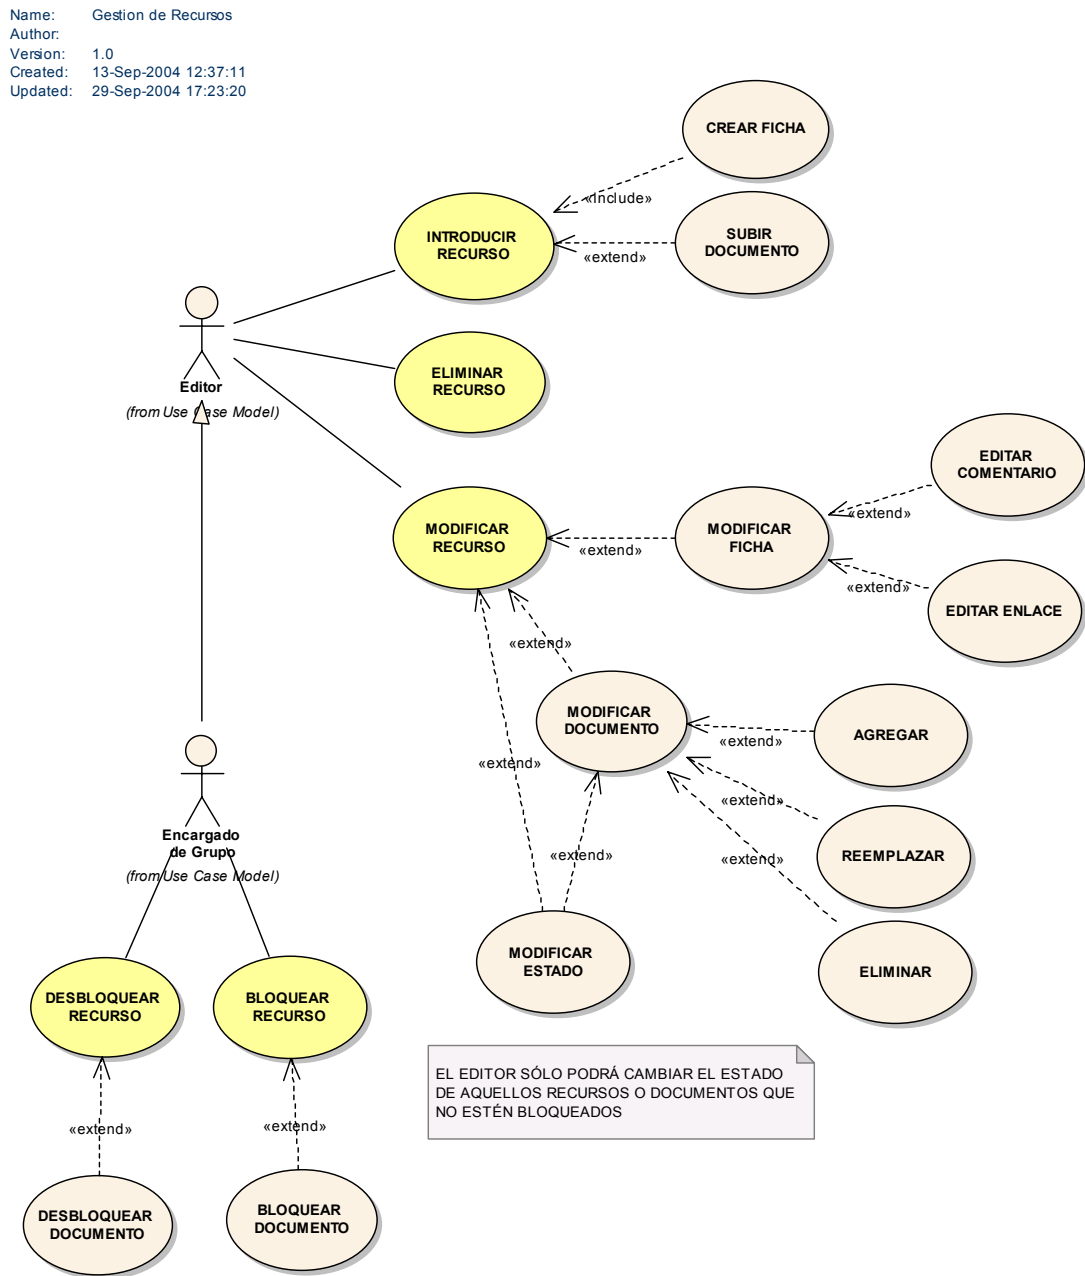 Name: Gestion de Recursos
Author:
Version: 1.0
Created: 13-Sep-2004 12:37:11
Updated: 29-Sep-2004 17:23:20
CREAR FICHA
«include»
INTRODUCIR
RECURSO
SUBIR
DOCUMENTO
«extend»
Editor
(from Use Case Model)
ELIMINAR
RECURSO
EDITAR
COMENTARIO
«extend»
MODIFICAR
RECURSO
«extend»
MODIFICAR
FICHA
«extend»
EDITAR ENLACE
«extend»
MODIFICAR
DOCUMENTO
«extend»
AGREGAR
«extend»
«extend»
REEMPLAZAR
«extend»
«extend»
ELIMINAR
MODIFICAR
ESTADO
Encargado
de Grupo
(from Use Case Model)
DESBLOQUEAR
RECURSO
BLOQUEAR
RECURSO
EL EDITOR SÓLO PODRÁ CAMBIAR EL ESTADO
DE AQUELLOS RECURSOS O DOCUMENTOS QUE
NO ESTÉN BLOQUEADOS
«extend»
«extend»
DESBLOQUEAR
DOCUMENTO
BLOQUEAR
DOCUMENTO